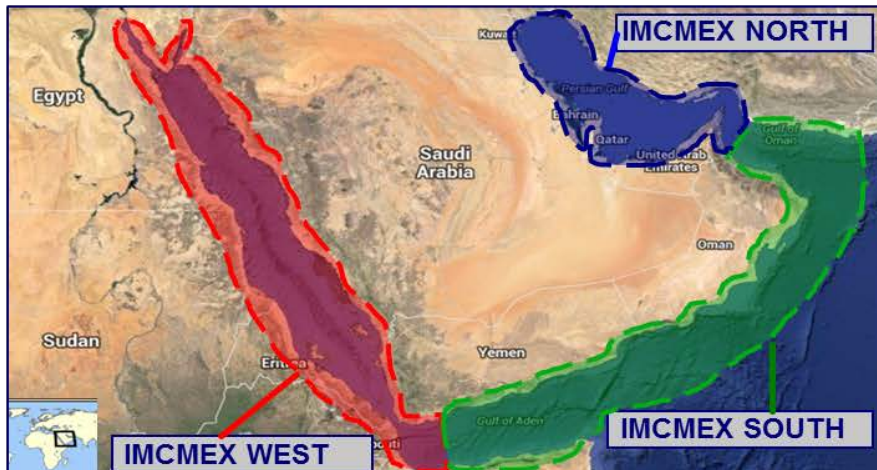 IMCMEX NORTH
Kuwait
Egypt
Persian Gulf
Bahrain
Qatar
Gulf of
Oman
United Arab
Emirates
Saudi
Arabia
Oman
Sudan
Eritrea
Yemen
Gulf of Aden
IMCMEX SOUTH
IMCMEX WEST